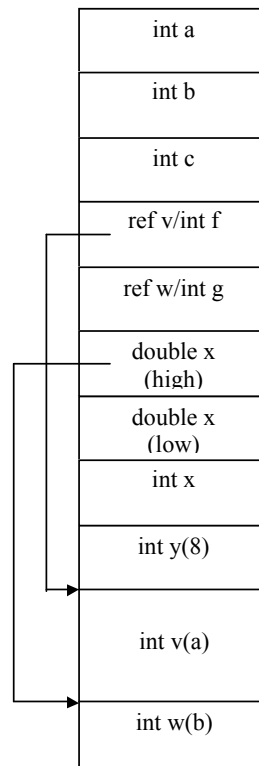 int a
int b
int c
ref v/int f
ref w/int g
double x
(high)
double x
(low)
int x
int y(8)
int v(a)
int w(b)